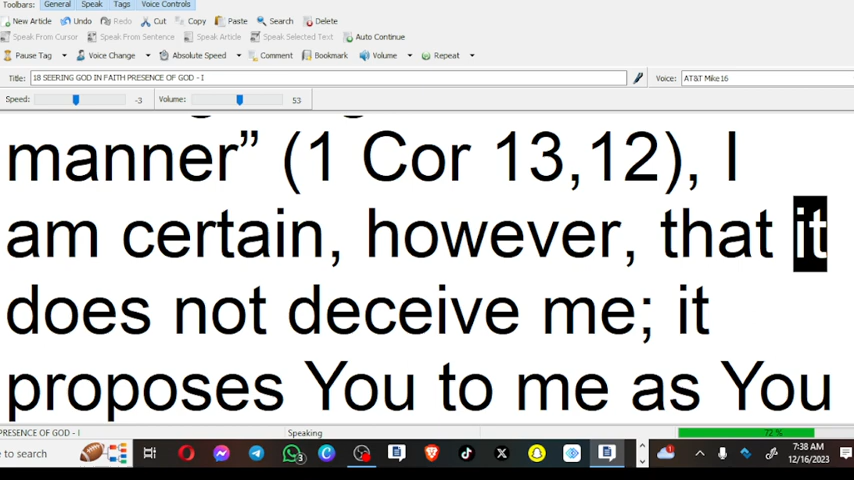 Toolbars: General Speak Tags Voice Controls
New Article Undo Redo Cut Copy Paste Search Delete
Speak From Cursor Speak From Sentence Speak Article Speak Selected Text Auto Continue
Pause Tag Voice Change Absolute Speed Comment Bookmark Volume Repeat
Title: 18 SEERING GOD IN FAITH PRESENCE OF GOD - I Voice: AT&T Mike16
Speed: -3 Volume: 53
manner” (1 Cor 13,12), I
am certain, however, that it
does not deceive me; it
proposes You to me as You
PRESENCE OF GOD - I Speaking 72 %
e to search 3 7:38 AM
12/16/2023